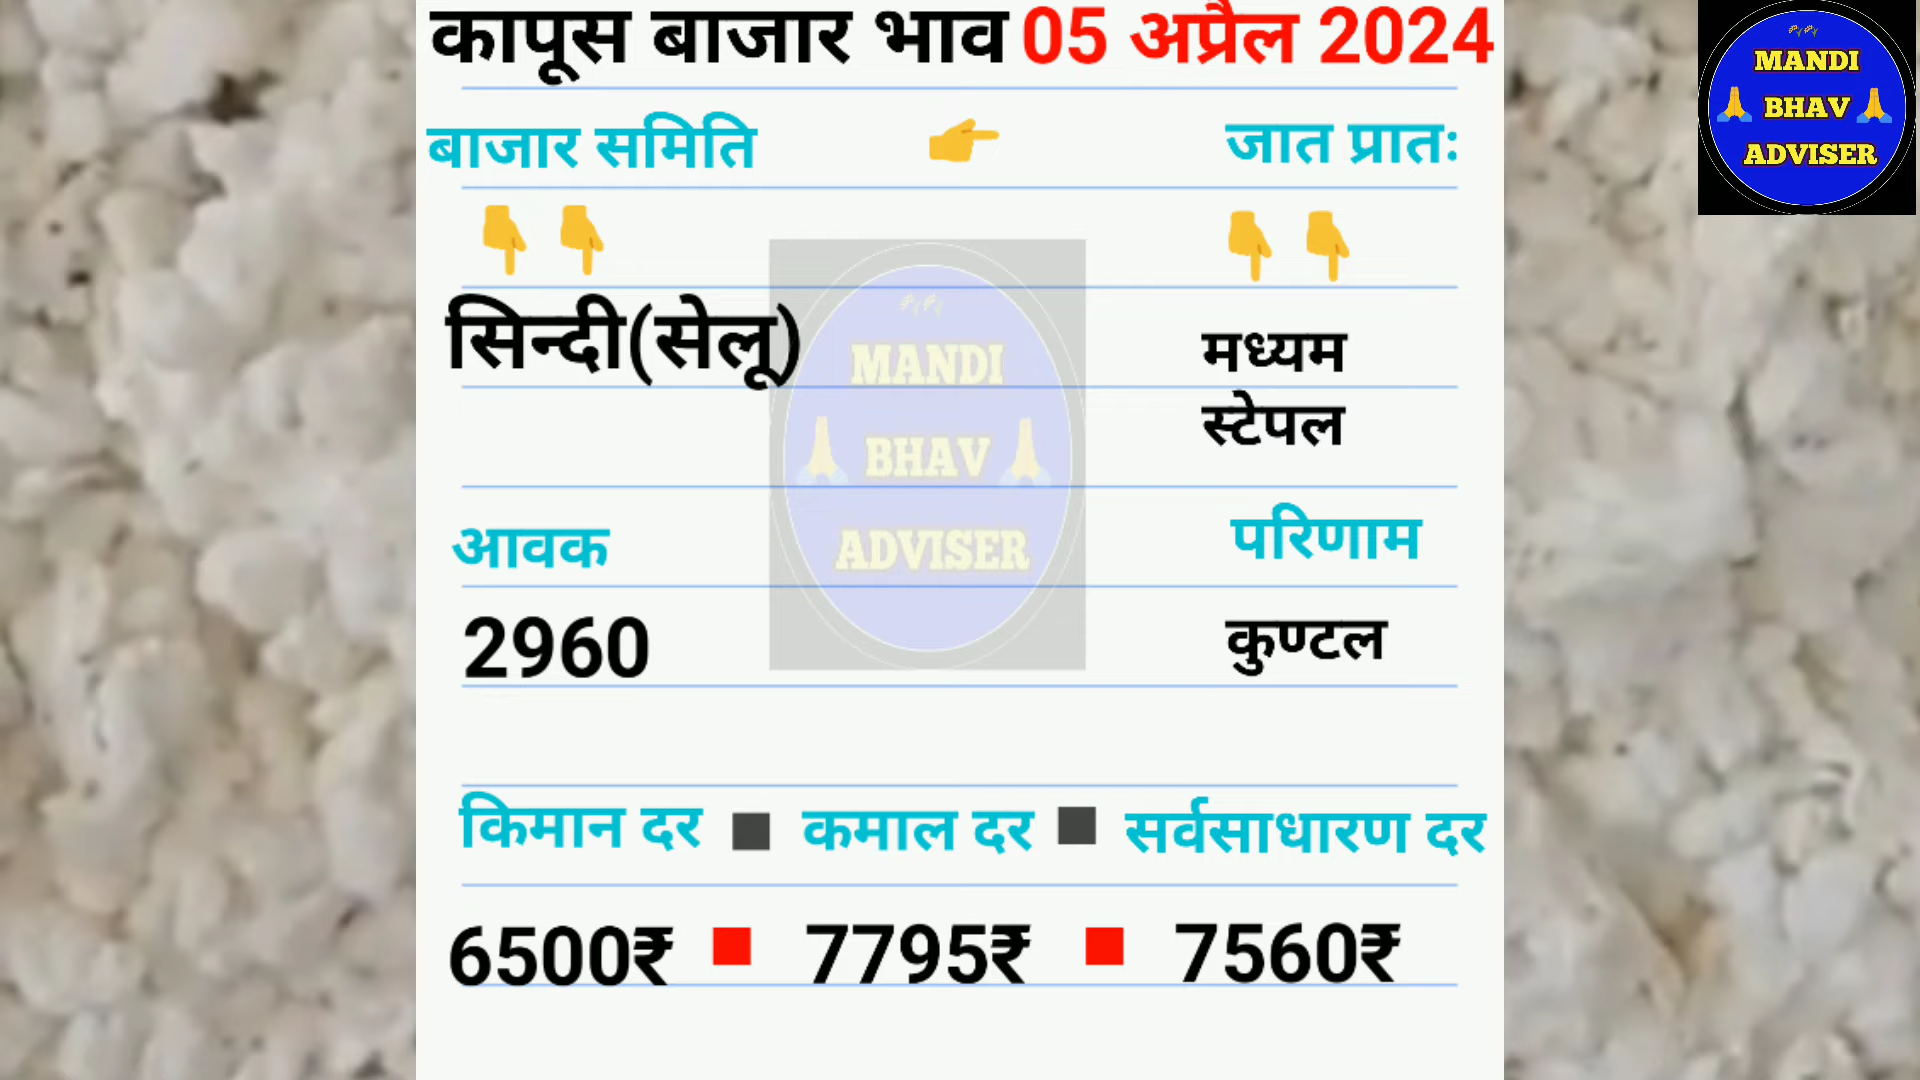 कापूस बाजार भाव 05 अप्रैल 2024
MANDI
BHAV
ADVISER
बाजार समिति 👉 जात प्रातः
👇👇 👇👇
सिन्दी(सेलू) मध्यम
स्टेपल
MANDI
BHAV
ADVISER
आवक परिणाम
2960 कुण्टल
किमान दर ◼ कमाल दर ◼ सर्वसाधारण दर
6500₹ 🟥 7795₹ 🟥 7560₹